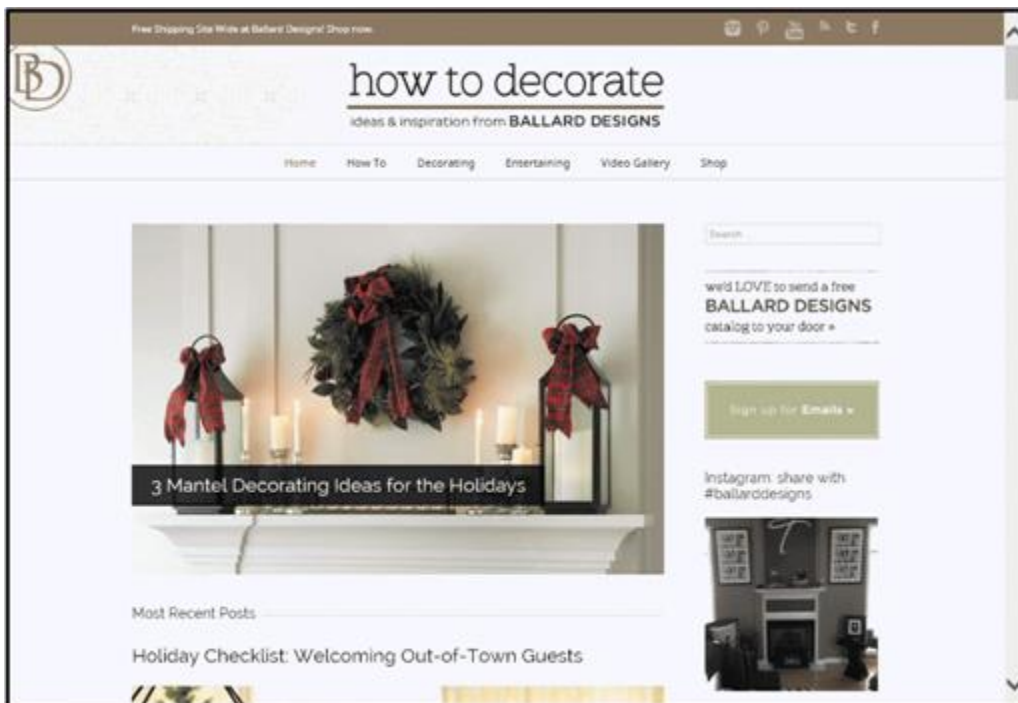 Free Shipping Site Wide at Ballard Designs! Shop now.
BD
how to decorate
ideas & inspiration from BALLARD DESIGNS
Home How To Decorating Entertaining Video Gallery Shop
Search ...
we'd LOVE to send a free
BALLARD DESIGNS
catalog to your door »
Sign up for Emails »
3 Mantel Decorating Ideas for the Holidays
Instagram: share with
#ballarddesigns
Most Recent Posts
Holiday Checklist: Welcoming Out-of-Town Guests